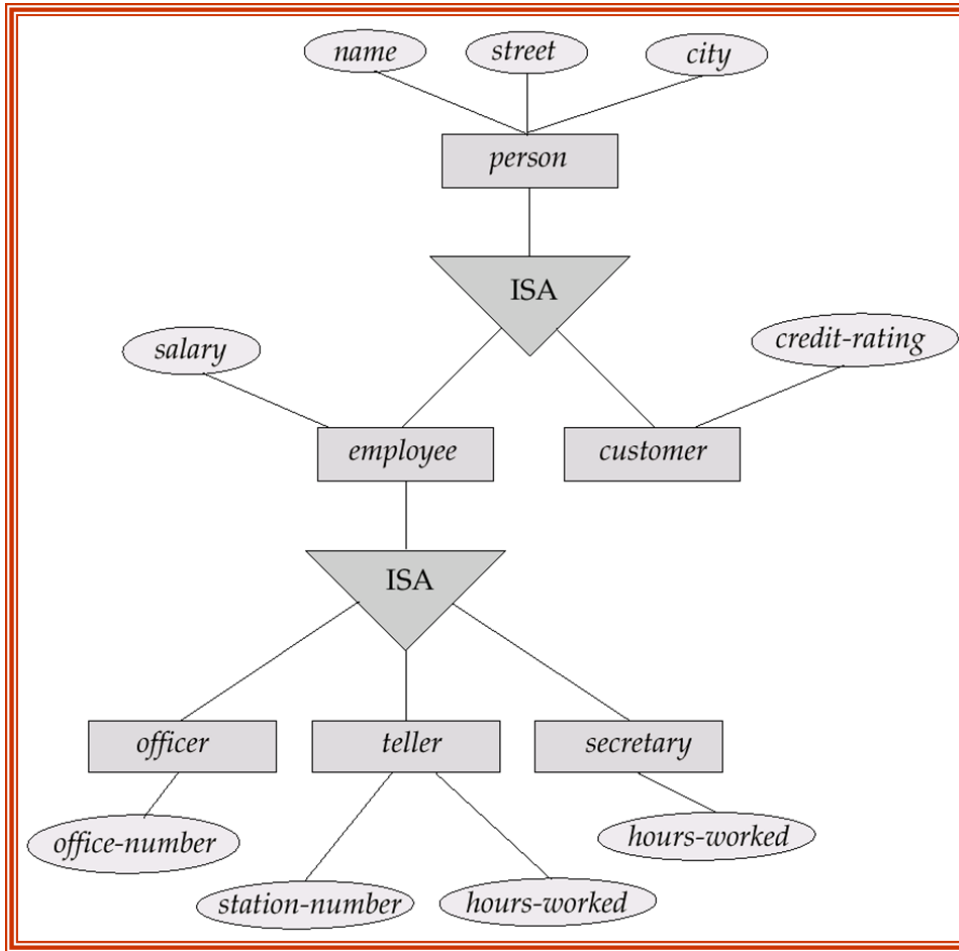 name
street
city
person
ISA
salary
credit-rating
employee
customer
ISA
officer
teller
secretary
office-number
hours-worked
station-number
hours-worked